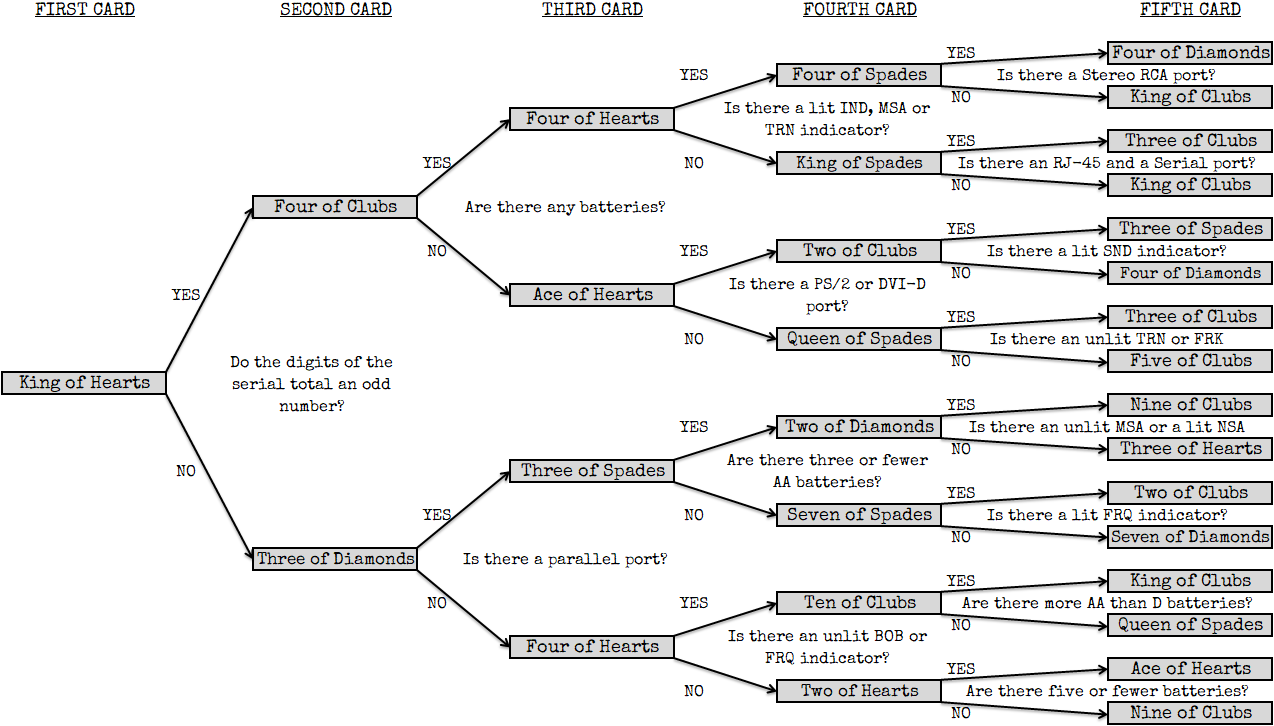 FIRST CARD
SECOND CARD
THIRD CARD
FOURTH CARD
FIFTH CARD
King of Hearts
YES
NO
Do the digits of the
serial total an odd
number?
Four of Clubs
YES
NO
Are there any batteries?
Three of Diamonds
YES
NO
Is there a parallel port?
Four of Hearts
YES
NO
Is there a lit IND, MSA or
TRN indicator?
Ace of Hearts
YES
NO
Is there a PS/2 or DVI-D
port?
Three of Spades
YES
NO
Are there three or fewer
AA batteries?
Four of Hearts
YES
NO
Is there an unlit BOB or
FRQ indicator?
Four of Spades
YES
Four of Diamonds
Is there a Stereo RCA port?
NO
King of Clubs
King of Spades
YES
Three of Clubs
Is there an RJ-45 and a Serial port?
NO
King of Clubs
Two of Clubs
YES
Three of Spades
Is there a lit SND indicator?
NO
Four of Diamonds
Queen of Spades
YES
Three of Clubs
Is there an unlit TRN or FRK
NO
Five of Clubs
Two of Diamonds
YES
Nine of Clubs
Is there an unlit MSA or a lit NSA
NO
Three of Hearts
Seven of Spades
YES
Two of Clubs
Is there a lit FRQ indicator?
NO
Seven of Diamonds
Ten of Clubs
YES
King of Clubs
Are there more AA than D batteries?
NO
Queen of Spades
Two of Hearts
YES
Ace of Hearts
Are there five or fewer batteries?
NO
Nine of Clubs